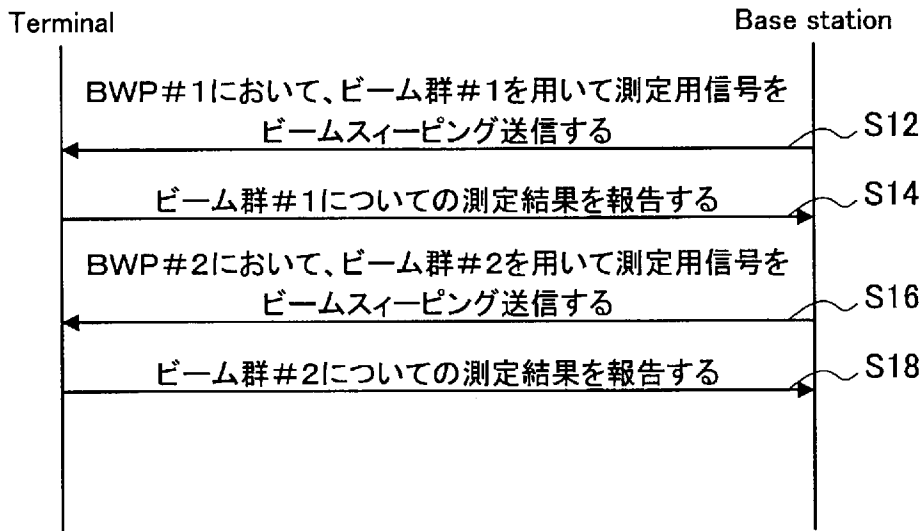 Terminal
Base station
BWP#1において、ビーム群#1を用いて測定用信号を
ビームスィーピング送信する
S12
ビーム群#1についての測定結果を報告する
S14
BWP#2において、ビーム群#2を用いて測定用信号を
ビームスィーピング送信する
S16
ビーム群#2についての測定結果を報告する
S18